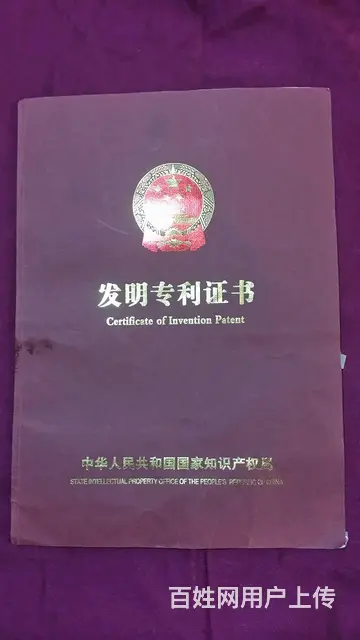 发明专利证书
Certificate of Invention Patent
中华人民共和国国家知识产权局
STATE INTELLECTUAL PROPERTY OFFICE OF THE PEOPLE'S REPUBLIC OF CHINA
百姓网用户上传